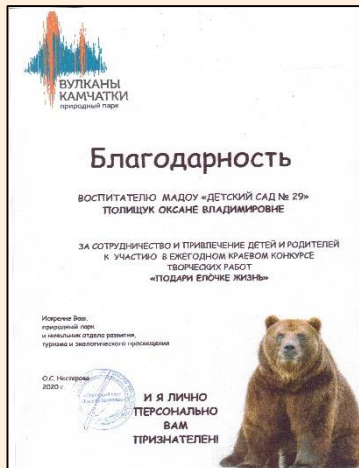 ВУЛКАНЫ
КАМЧАТКИ
природный парк
Благодарность
ВОСПИТАТЕЛЮ МАДОУ «ДЕТСКИЙ САД № 29»
ПОЛИЩУК ОКСАНЕ ВЛАДИМИРОВНЕ
ЗА СОТРУДНИЧЕСТВО И ПРИВЛЕЧЕНИЕ ДЕТЕЙ И РОДИТЕЛЕЙ
К УЧАСТИЮ В ЕЖЕГОДНОМ КРАЕВОМ КОНКУРСЕ
ТВОРЧЕСКИХ РАБОТ
«ПОДАРИ ЁЛОЧКЕ ЖИЗНЬ»
Искренне Ваш,
природный парк
и начальник отдела развития,
туризма и экологического просвещения
О.С. Нестерова
2020 г.
И Я ЛИЧНО
ПЕРСОНАЛЬНО
ВАМ
ПРИЗНАТЕЛЕН!